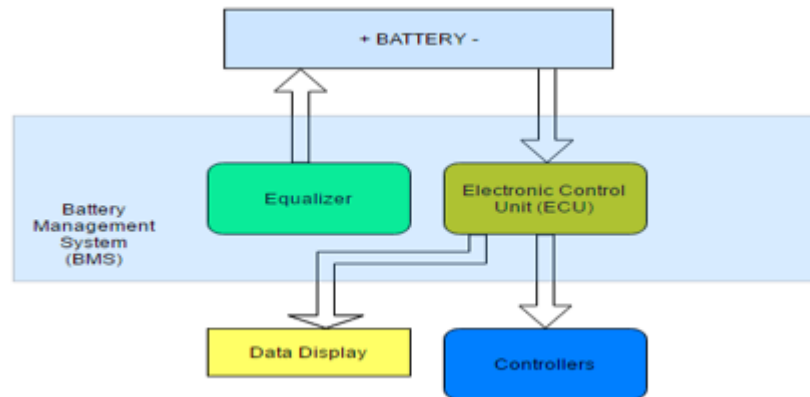 + BATTERY -
Equalizer
Electronic Control
Unit (ECU)
Battery
Management
System
(BMS)
Data Display
Controllers